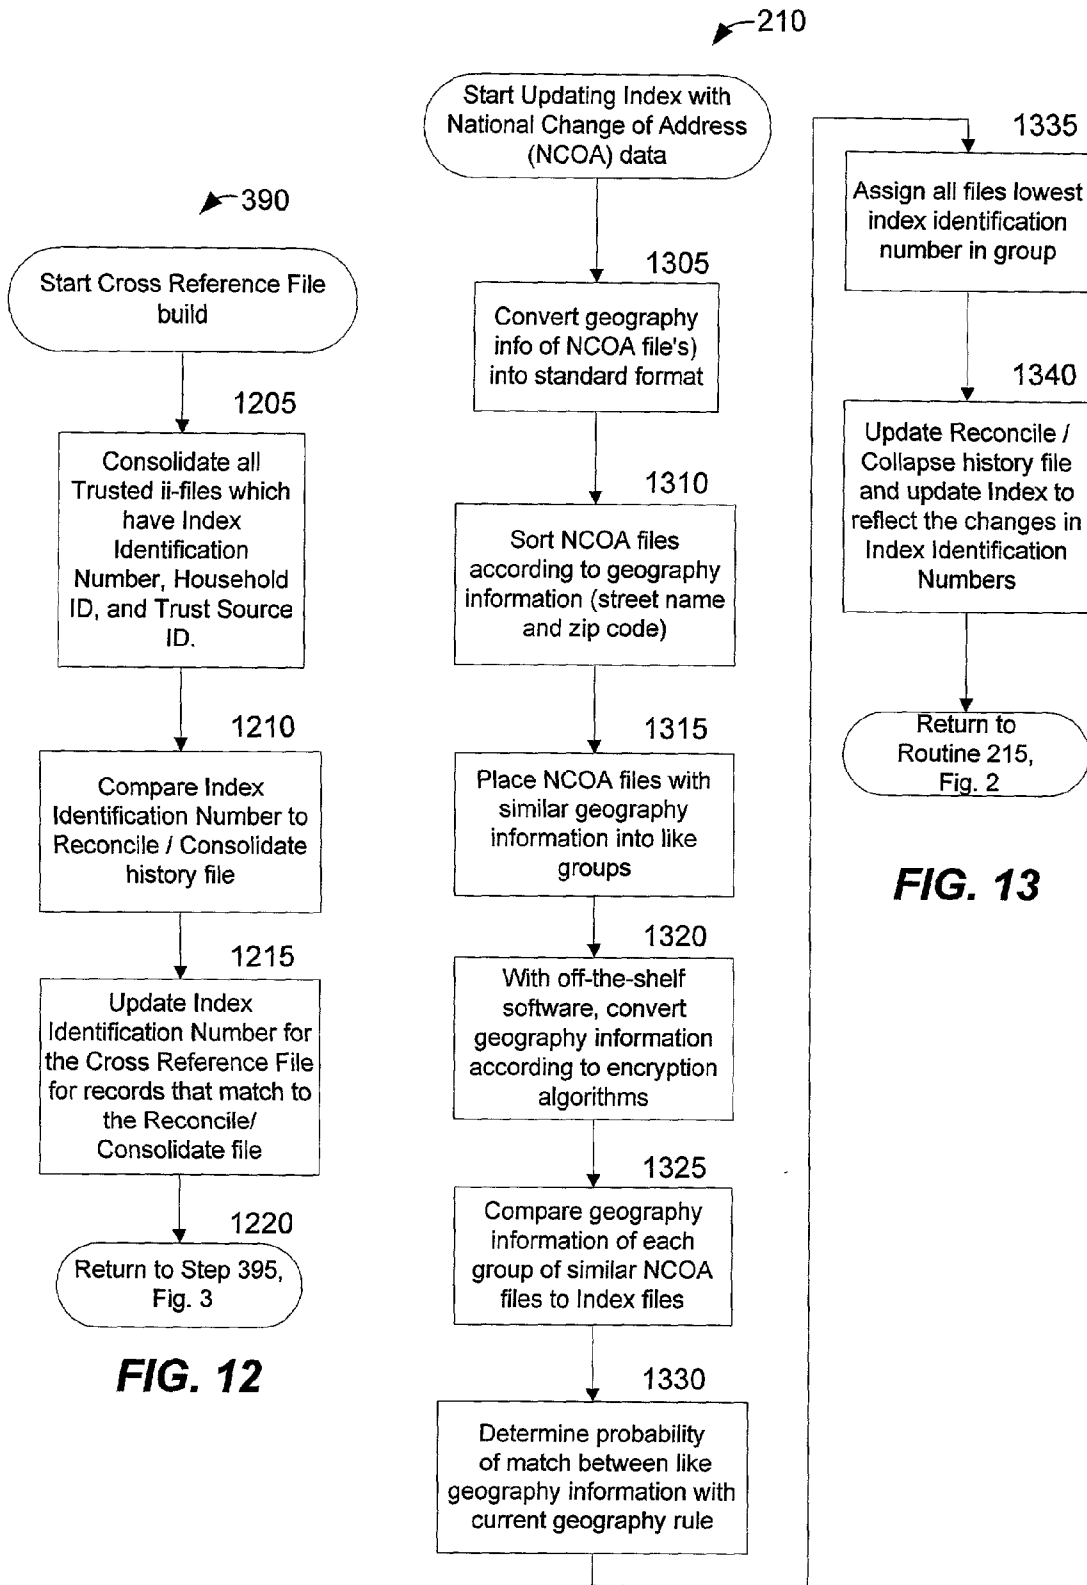 390
Start Cross Reference File
build
1205
Consolidate all
Trusted ii-files which
have Index
Identification
Number, Household
ID, and Trust Source
ID.
1210
Compare Index
Identification Number to
Reconcile / Consolidate
history file
1215
Update Index
Identification Number for
the Cross Reference File
for records that match to
the Reconcile/
Consolidate file
1220
Return to Step 395,
Fig. 3
FIG. 12
210
Start Updating Index with
National Change of Address
(NCOA) data
1305
Convert geography
info of NCOA file's)
into standard format
1310
Sort NCOA files
according to geography
information (street name
and zip code)
1315
Place NCOA files with
similar geography
information into like
groups
1320
With off-the-shelf
software, convert
geography information
according to encryption
algorithms
1325
Compare geography
information of each
group of similar NCOA
files to Index files
1330
Determine probability
of match between like
geography information with
current geography rule
1335
Assign all files lowest
index identification
number in group
1340
Update Reconcile /
Collapse history file
and update Index to
reflect the changes in
Index Identification
Numbers
Return to
Routine 215,
Fig. 2
FIG. 13